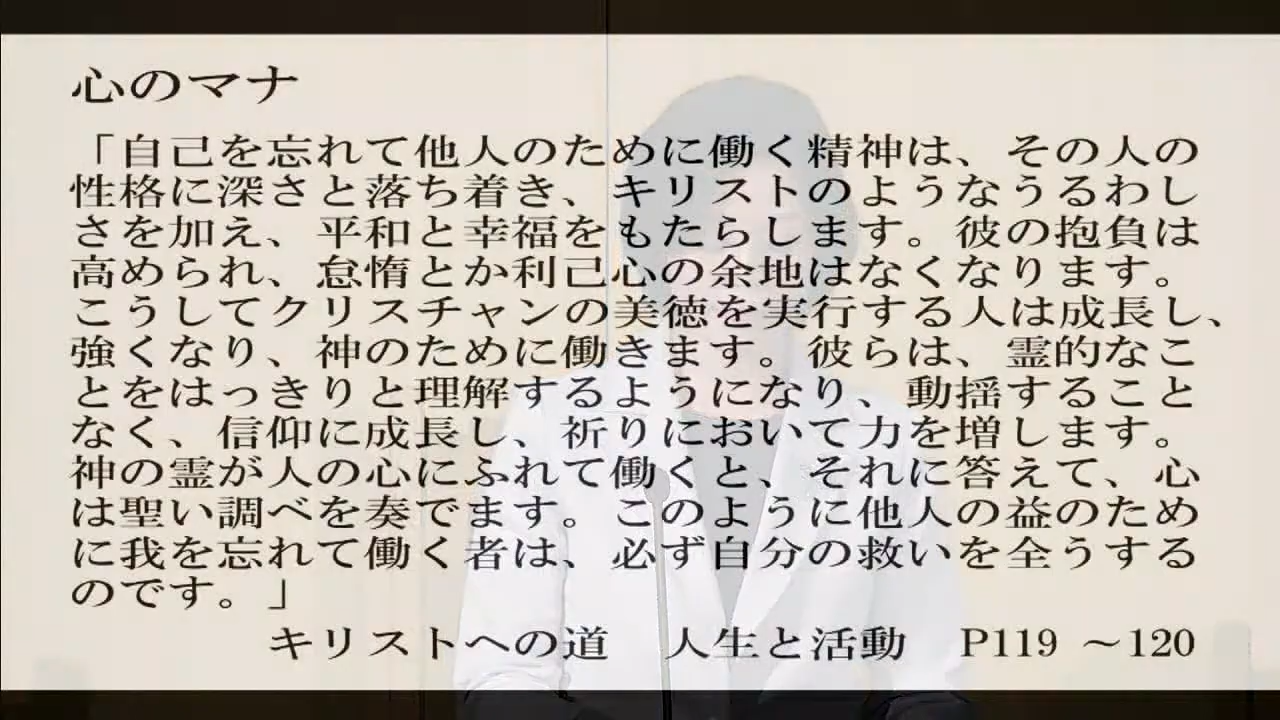 心のマナ
「自己を忘れて他人のために働く精神は、その人の
性格に深さと落ち着き、キリストのようなうるわし
さを加え、平和と幸福をもたらします。彼の抱負は
高められ、怠惰とか利己心の余地はなくなります。
こうしてクリスチャンの美徳を実行する人は成長し、
強くなり、神のために働きます。彼らは、霊的なこ
とをはっきりと理解するようになり、動揺すること
なく、信仰に成長し、祈りにおいて力を増します。
神の霊が人の心にふれて働くと、それに答えて、心
は聖い調べを奏でます。このように他人の益のため
に我を忘れて働く者は、必ず自分の救いを全うする
のです。」
キリストへの道　人生と活動　P119 ～120